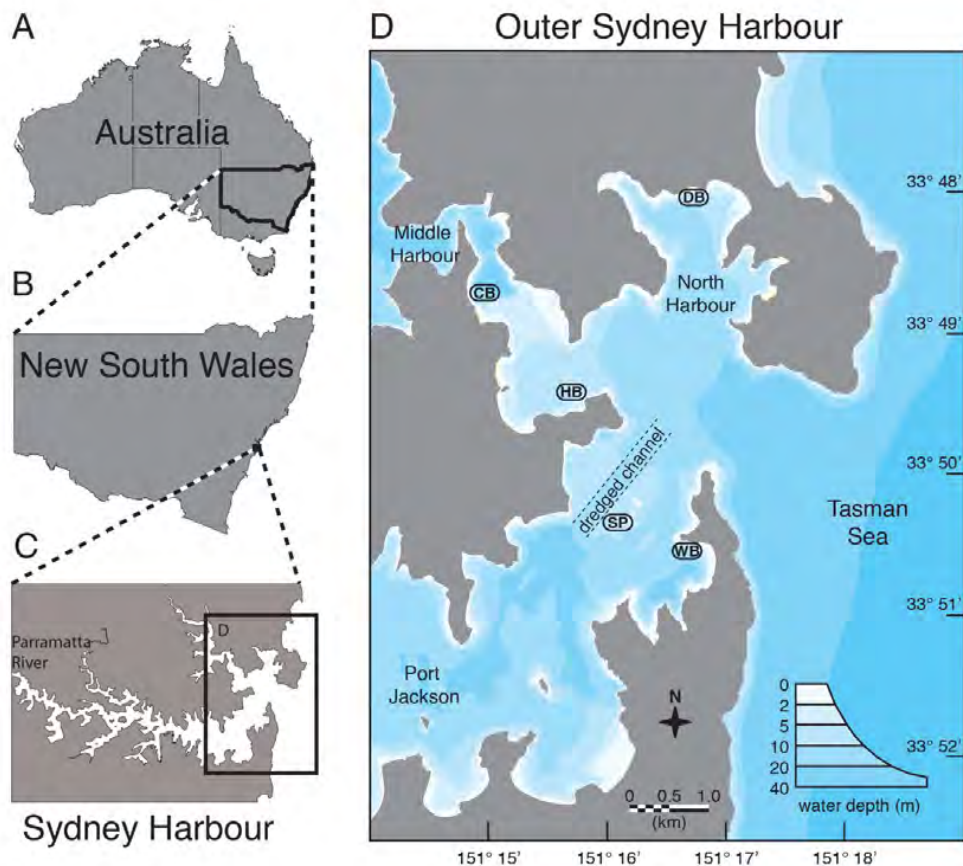 A
Australia
B
New South Wales
C
Parramatta
River
D
Sydney Harbour
D
Outer Sydney Harbour
Middle
Harbour
CB
DB
North
Harbour
HB
dredged channel
SP
WB
Tasman
Sea
Port
Jackson
N
0 0.5 1.0
(km)
0
2
5
10
20
40
water depth (m)
33° 48'
33° 49'
33° 50'
33° 51'
33° 52'
151° 15'
151° 16'
151° 17'
151° 18'